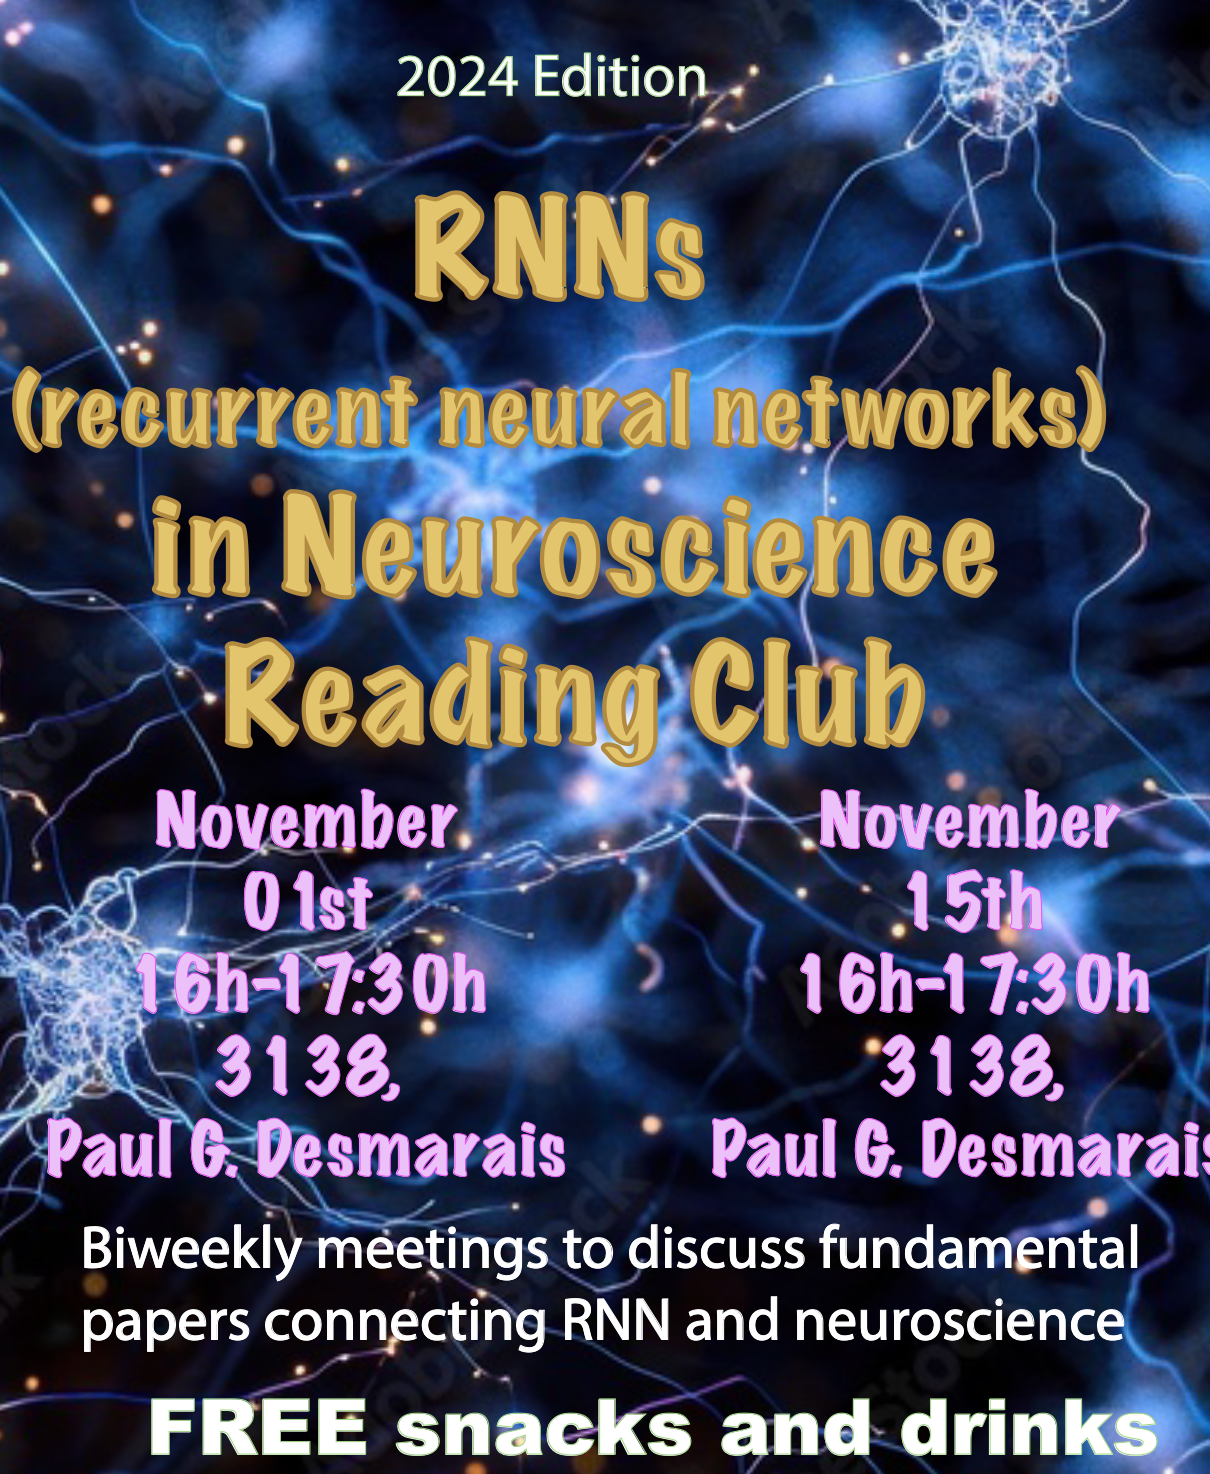 2024 Edition
RNNs
(recurrent neural networks)
in Neuroscience
Reading Club
November
01st
16h-17:30h
3138,
Paul G. Desmarais
November
15th
16h-17:30h
3138,
Paul G. Desmarais
Biweekly meetings to discuss fundamental
papers connecting RNN and neuroscience
FREE snacks and drinks